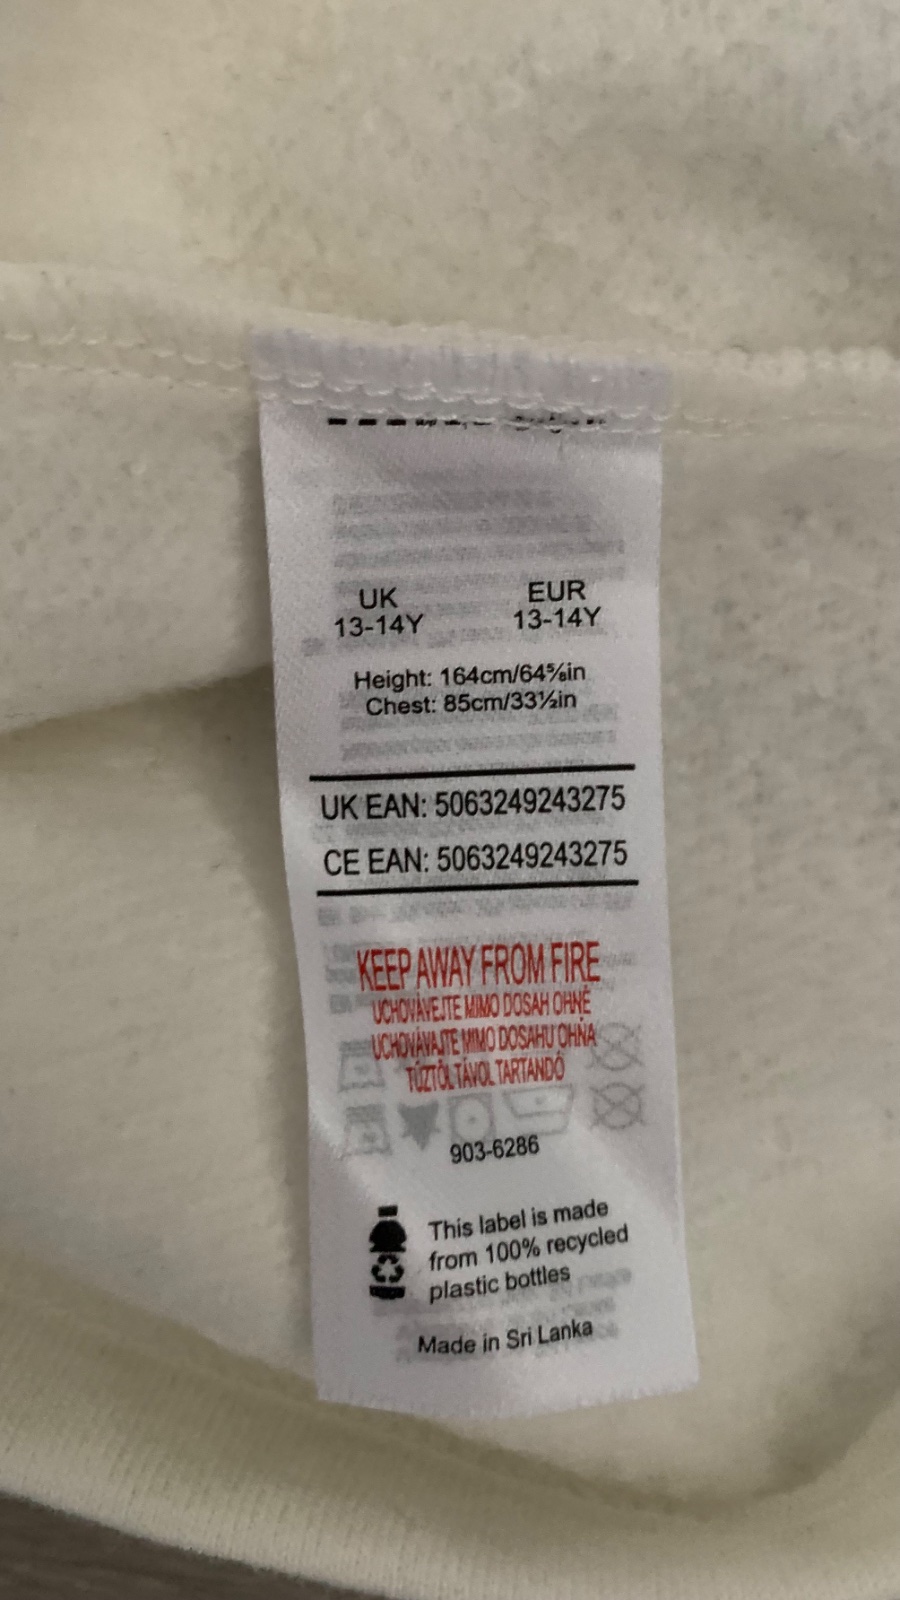 UK EUR
13-14Y 13-14Y
Height: 164cm/64⅝in
Chest: 85cm/33½in
UK EAN: 5063249243275
CE EAN: 5063249243275
KEEP AWAY FROM FIRE
UCHOVÁVEJTE MIMO DOSAH OHNĚ
UCHOVÁVAJTE MIMO DOSAHU OHŇA
TŰZTŐL TÁVOL TARTANDÓ
903-6286
This label is made
from 100% recycled
plastic bottles
Made in Sri Lanka